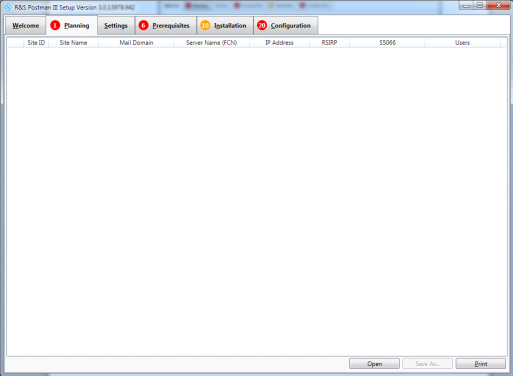 R&S Postman III Setup Version 3.0.13978.942
Welcome 1 Planning Settings 6 Prerequisites 10 Installation 20 Configuration
Site ID Site Name Mail Domain Server Name (FCN) IP Address RSIRP S5066 Users
Open Save As... Print